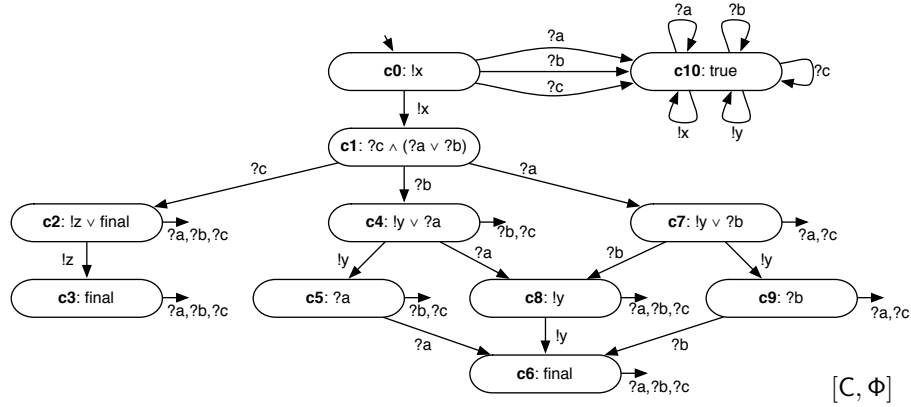 ?a
?b
?a
c0: !x
?b
c10: true
?c
?c
!x
!x
!y
c1: ?c ∧ (?a ∨ ?b)
?c
?b
?a
c2: !z ∨ final
?a,?b,?c
c4: !y ∨ ?a
?b,?c
c7: !y ∨ ?b
?a,?c
!z
!y
?a
?b
!y
c3: final
?a,?b,?c
c5: ?a
?b,?c
c8: !y
?a,?b,?c
c9: ?b
?a,?c
?a
!y
?b
c6: final
?a,?b,?c
[C, Φ]